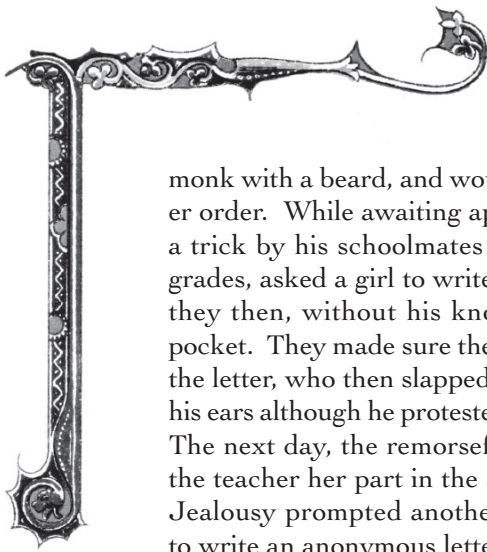 monk with a beard, and wou
er order. While awaiting ap
a trick by his schoolmates
grades, asked a girl to write
they then, without his kno
pocket. They made sure the
the letter, who then slapped
his ears although he proteste
The next day, the remorsef
the teacher her part in the
Jealousy prompted anothe
to write an anonymous lette